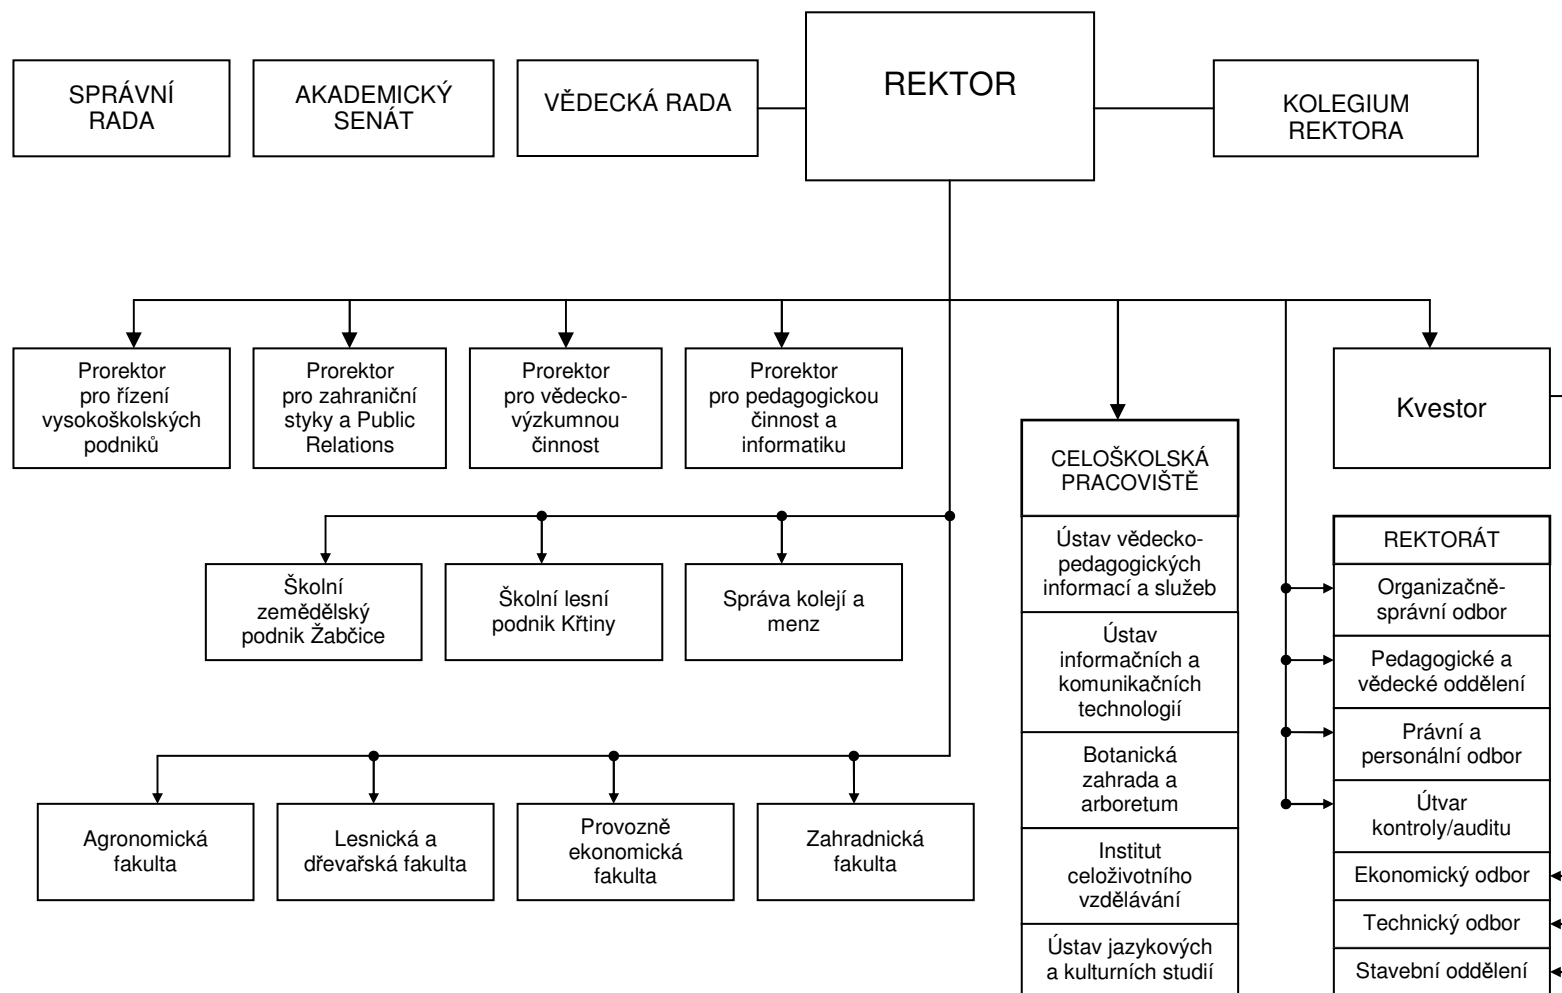 SPRÁVNÍ
RADA
AKADEMICKÝ
SENÁT
VĚDECKÁ RADA
REKTOR
KOLEGIUM
REKTORA
Prorektor
pro řízení
vysokoškolských
podniků
Prorektor
pro zahraniční
styky a Public
Relations
Prorektor
pro vědecko-
výzkumnou
činnost
Prorektor
pro pedagogickou
činnost a
informatiku
Kvestor
Školní
zemědělský
podnik Žabčice
Školní lesní
podnik Křtiny
Správa kolejí a
menz
Agronomická
fakulta
Lesnická a
dřevařská fakulta
Provozně
ekonomická
fakulta
Zahradnická
fakulta
CELOŠKOLSKÁ
PRACOVIŠTĚ
Ústav vědecko-
pedagogických
informací a služeb
Ústav
informačních a
komunikačních
technologií
Botanická
zahrada a
arboretum
Institut
celoživotního
vzdělávání
Ústav jazykových
a kulturních studií
REKTORÁT
Organizačně-
správní odbor
Pedagogické a
vědecké oddělení
Právní a
personální odbor
Útvar
kontroly/auditu
Ekonomický odbor
Technický odbor
Stavební oddělení